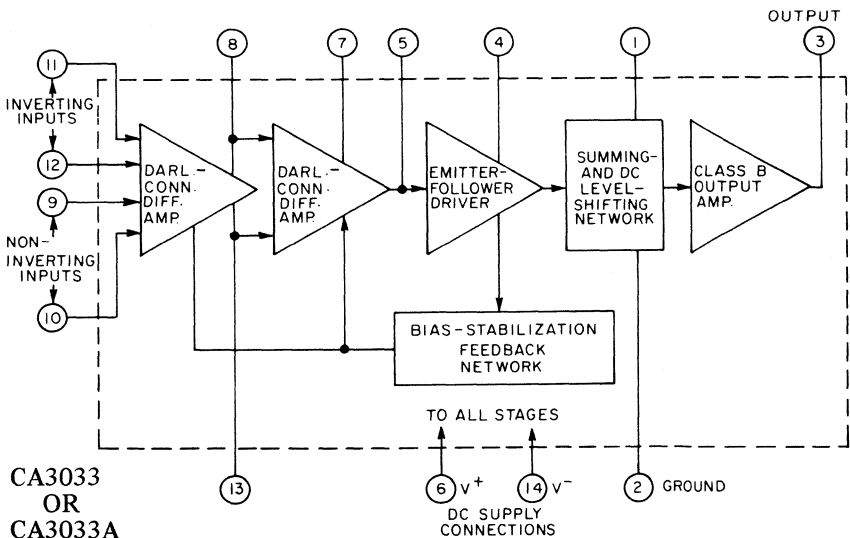 OUTPUT
8
7
5
4
1
3
11
INVERTING
INPUTS
12
9
NON-
INVERTING
INPUTS
10
DARL.-
CONN.
DIFF.
AMP.
DARL.-
CONN.
DIFF.
AMP.
EMITTER-
FOLLOWER
DRIVER
SUMMING-
AND DC
LEVEL-
SHIFTING
NETWORK
CLASS B
OUTPUT
AMP.
BIAS-STABILIZATION
FEEDBACK
NETWORK
TO ALL STAGES
13
6 V+
14 V-
2 GROUND
DC SUPPLY
CONNECTIONS
CA3033
OR
CA3033A